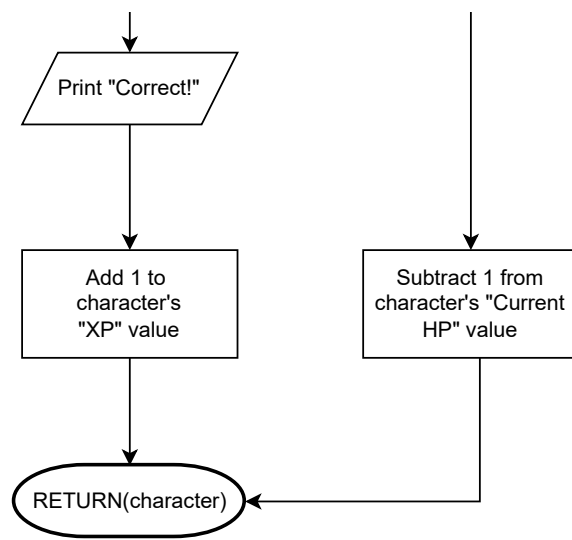 Print "Correct!"
Add 1 to
character's
"XP" value
Subtract 1 from
character's "Current
HP" value
RETURN(character)